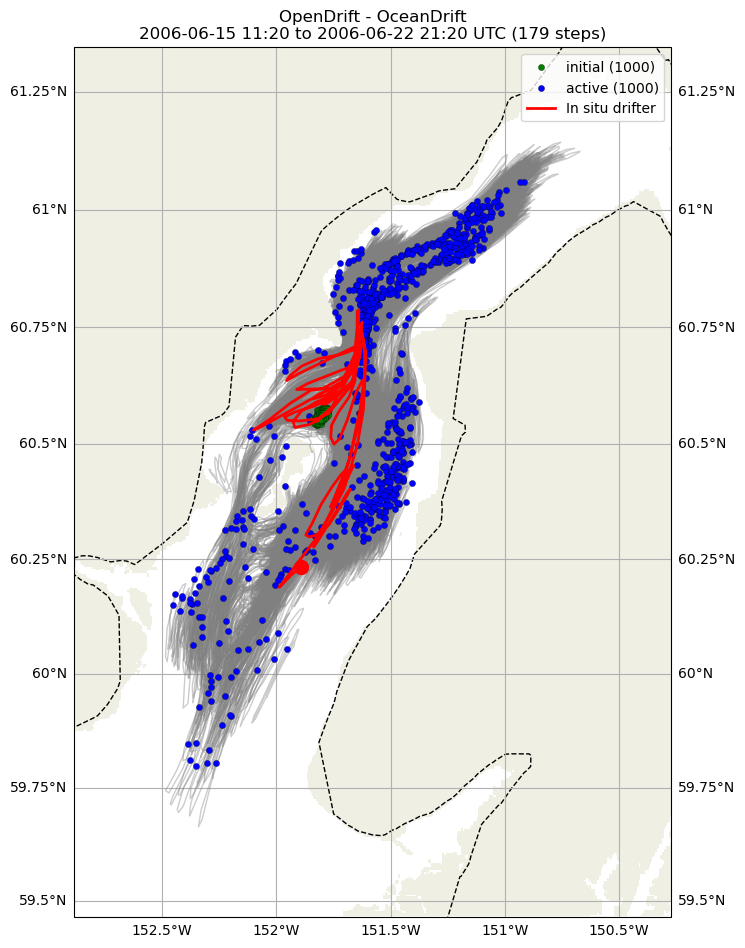 OpenDrift - OceanDrift
2006-06-15 11:20 to 2006-06-22 21:20 UTC (179 steps)
initial (1000)
active (1000)
In situ drifter
61.25°N
61.25°N
61°N
61°N
60.75°N
60.75°N
60.5°N
60.5°N
60.25°N
60.25°N
60°N
60°N
59.75°N
59.75°N
59.5°N
59.5°N
152.5°W
152°W
151.5°W
151°W
150.5°W